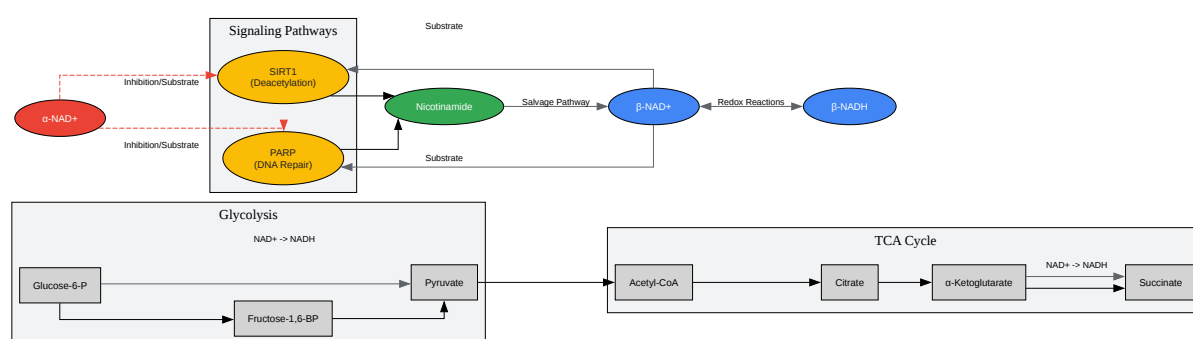 Signaling Pathways
Substrate
SIRT1
(Deacetylation)
Inhibition/Substrate
α-NAD+
Nicotinamide
Salvage Pathway
β-NAD+
Redox Reactions
β-NADH
Inhibition/Substrate
PARP
(DNA Repair)
Substrate
Glycolysis
NAD+ -> NADH
Glucose-6-P
Pyruvate
Fructose-1,6-BP
TCA Cycle
NAD+ -> NADH
Acetyl-CoA
Citrate
α-Ketoglutarate
Succinate